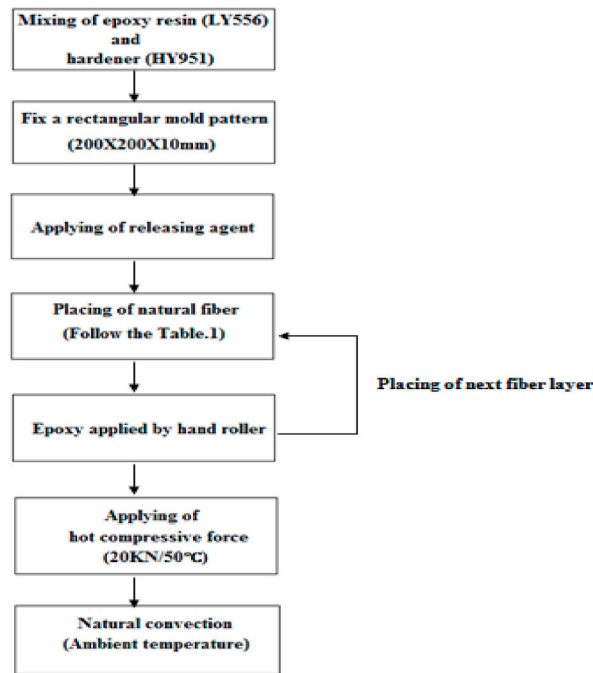 Mixing of epoxy resin (LY556)
and
hardener (HY951)
Fix a rectangular mold pattern
(200X200X10mm)
Applying of releasing agent
Placing of natural fiber
(Follow the Table.1)
Placing of next fiber layer
Epoxy applied by hand roller
Applying of
hot compressive force
(20KN/50°C)
Natural convection
(Ambient temperature)